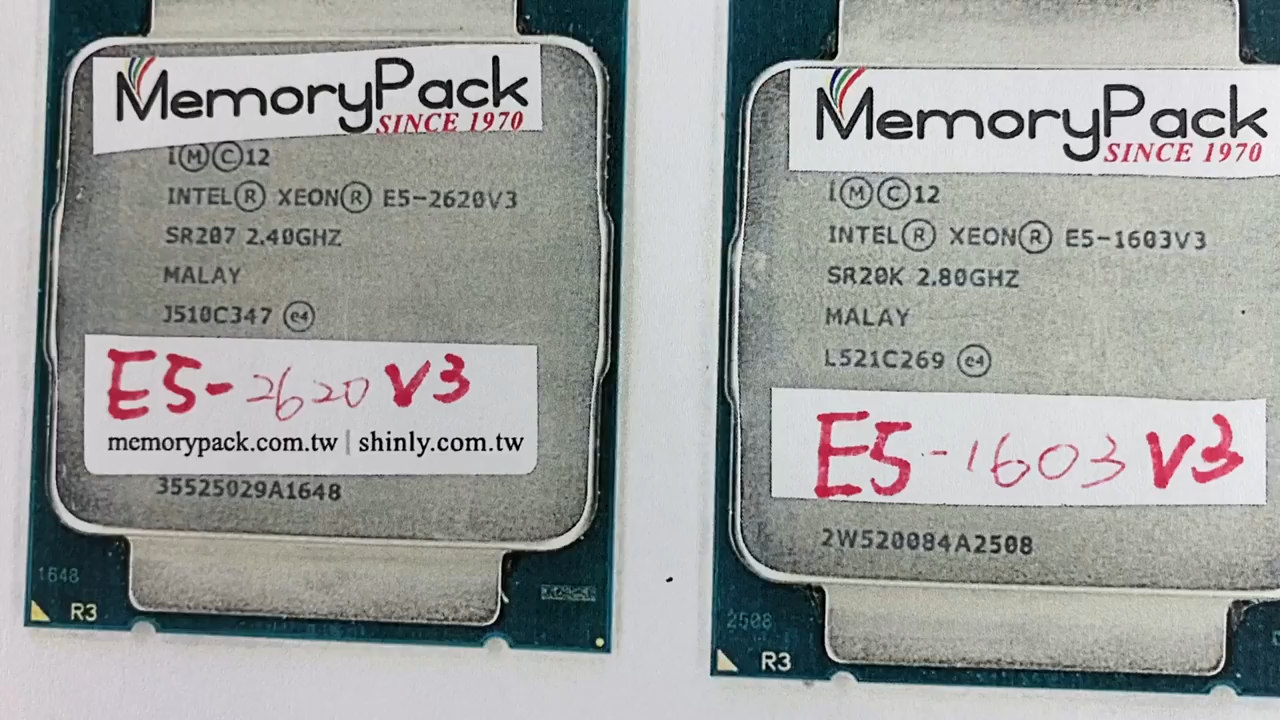 MemoryPack
SINCE 1970
i Ⓜ Ⓒ 12
INTEL® XEON® E5-2620V3
SR207 2.40GHZ
MALAY
J510C347 e4
E5-2620 V3
memorypack.com.tw | shinly.com.tw
35525029A1648
1648
R3
MemoryPack
SINCE 1970
i Ⓜ Ⓒ 12
INTEL® XEON® E5-1603V3
SR20K 2.80GHZ
MALAY
L521C269 e4
E5-1603 V3
2W520084A2508
2508
R3